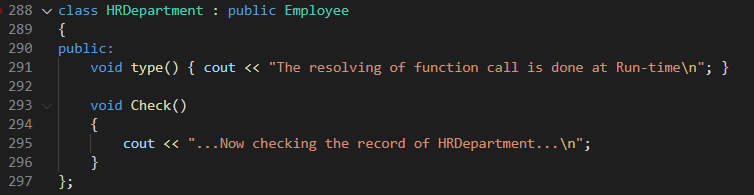 288 class HRDepartment : public Employee
289 {
290 public:
291     void type() { cout << "The resolving of function call is done at Run-time\n"; }
292
293     void Check()
294     {
295         cout << "...Now checking the record of HRDepartment...\n";
296     }
297 };